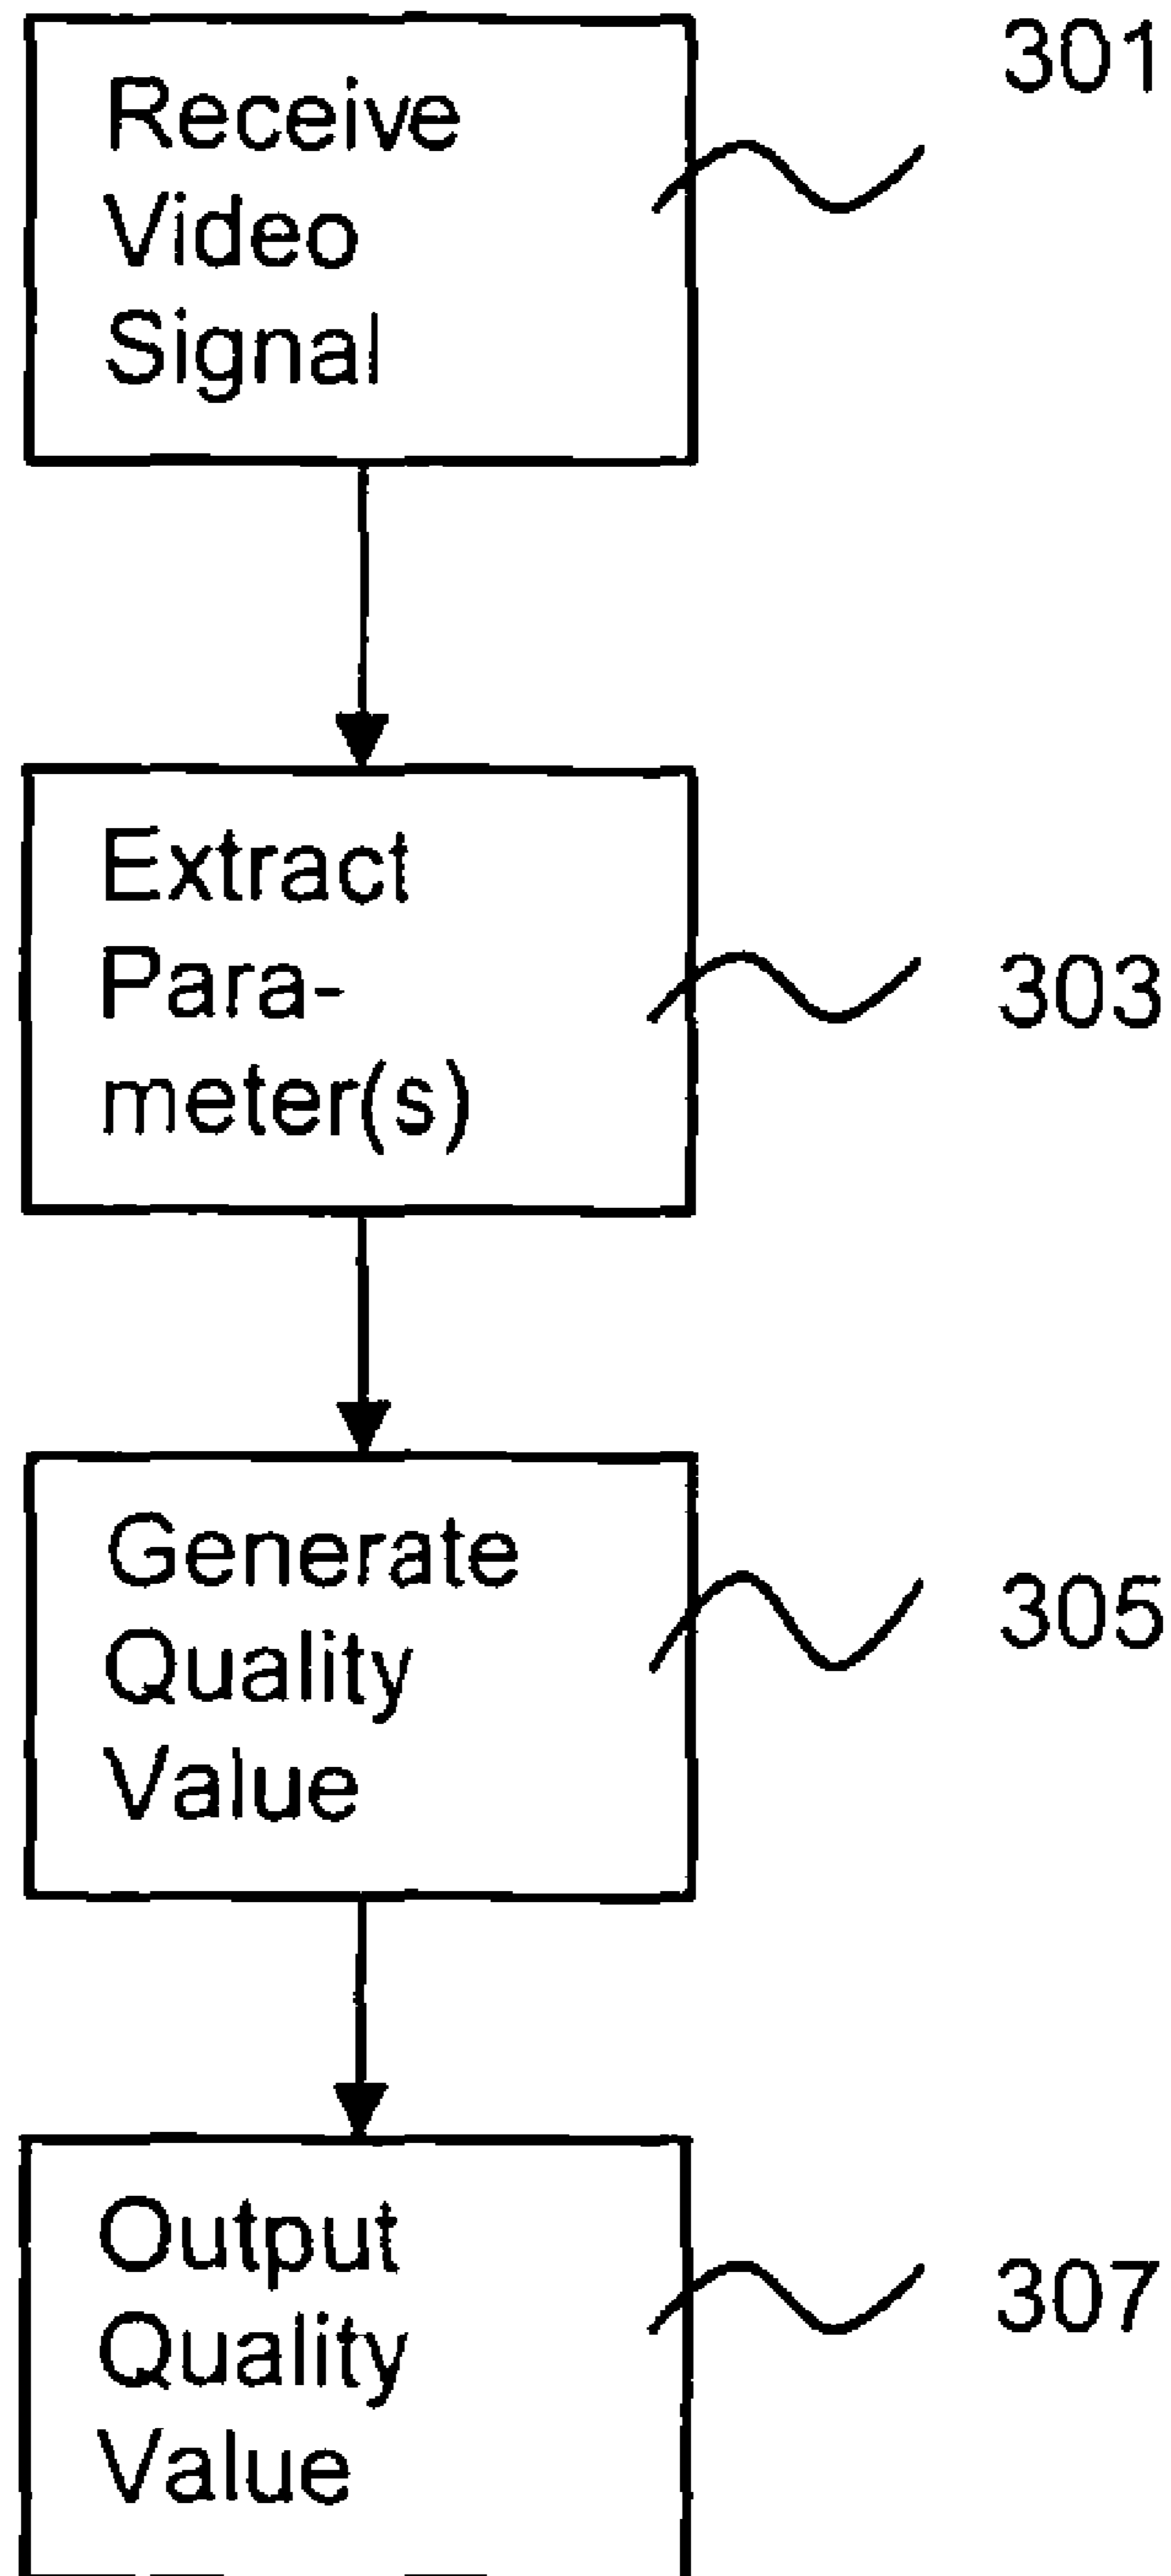 301
Receive
Video
Signal
Extract
Para-
meter(s)
303
Generate
Quality
Value
305
Output
Quality
Value
307